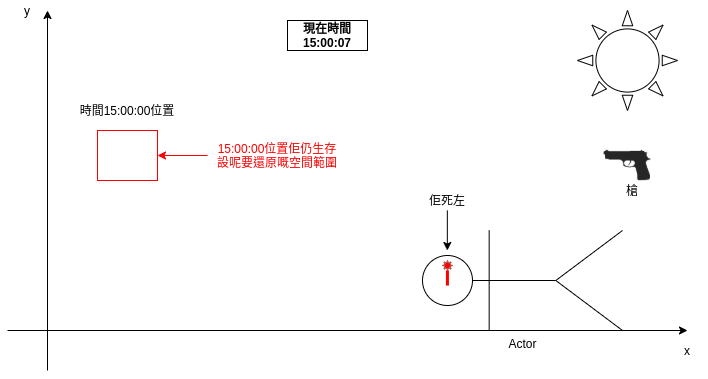 y
現在時間
15:00:07
時間15:00:00位置
15:00:00位置佢仍生存
設呢要還原嘅空間範圍
槍
佢死左
Actor
x